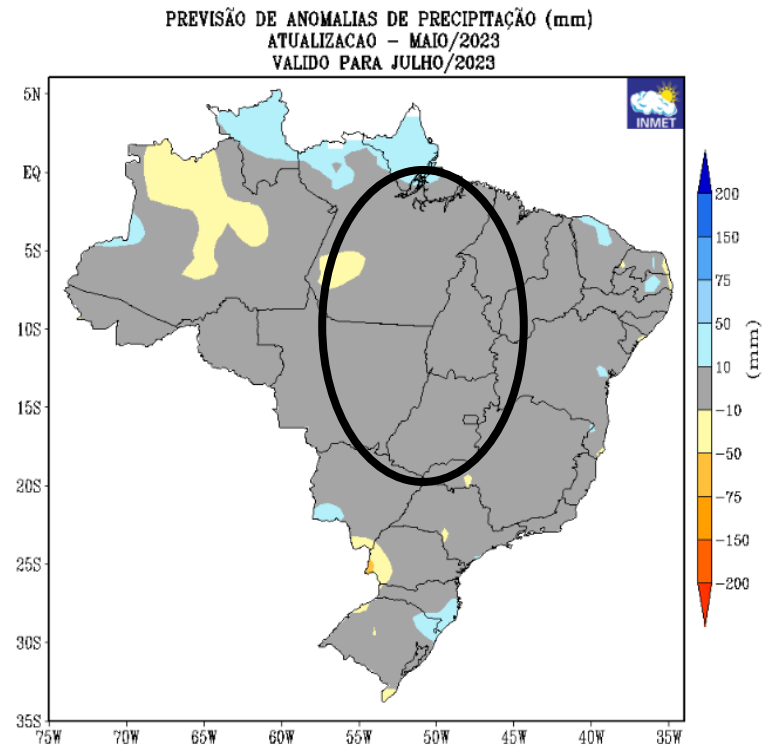 PREVISÃO DE ANOMALIAS DE PRECIPITAÇÃO (mm)
ATUALIZACAO – MAIO/2023
VALIDO PARA JULHO/2023
INMET
5N
EQ
5S
10S
15S
20S
25S
30S
35S
75W 70W 65W 60W 55W 50W 45W 40W 35W
200
150
75
50
10
-10
-50
-75
-150
-200
(mm)